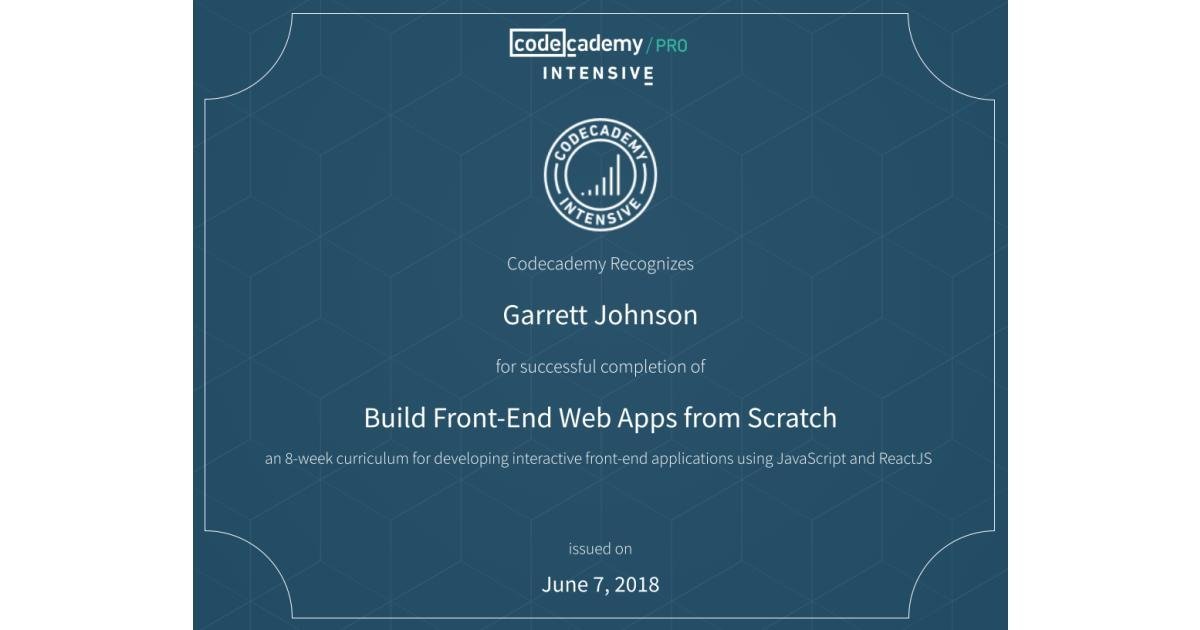 codecademy/PRO
INTENSIVE
CODECADEMY
INTENSIVE
Codecademy Recognizes
Garrett Johnson
for successful completion of
Build Front-End Web Apps from Scratch
an 8-week curriculum for developing interactive front-end applications using JavaScript and ReactJS
issued on
June 7, 2018